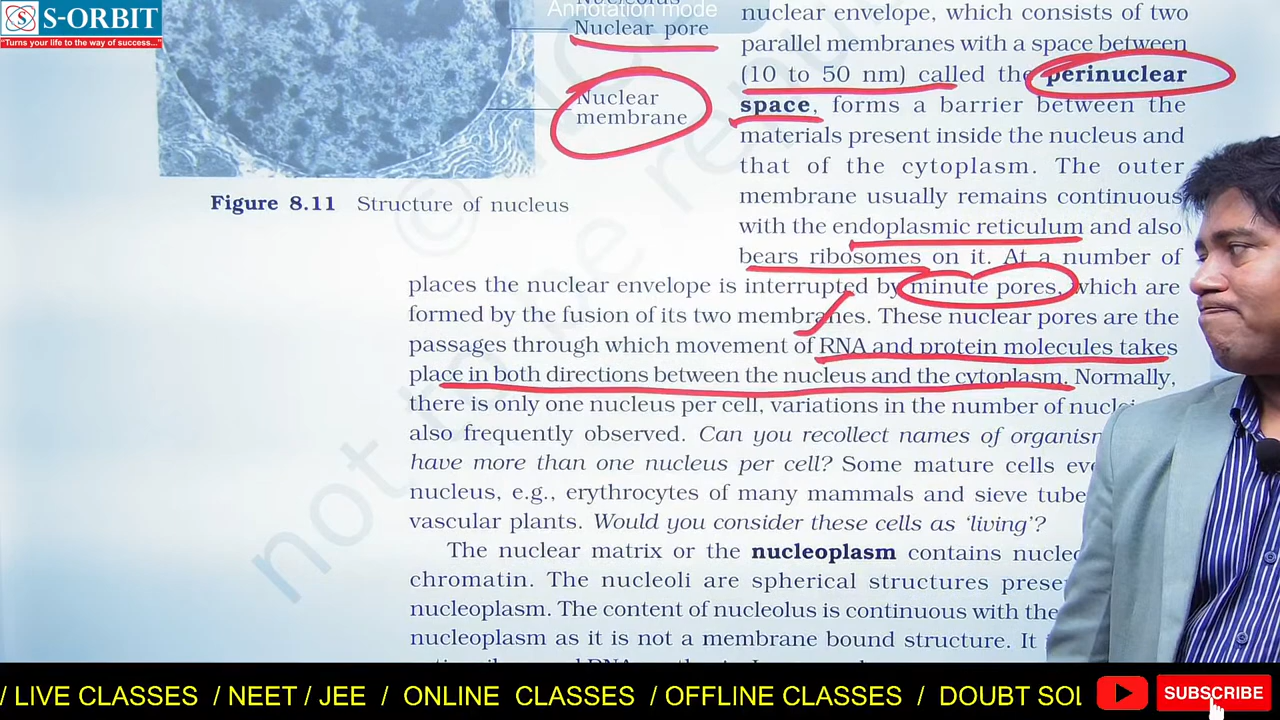 S-ORBIT
"Turns your life to the way of success..."
Annotation mode
Nuclear pore
Nuclear
membrane
Figure 8.11 Structure of nucleus
nuclear envelope, which consists of two
parallel membranes with a space between
(10 to 50 nm) called the perinuclear
space, forms a barrier between the
materials present inside the nucleus and
that of the cytoplasm. The outer
membrane usually remains continuous
with the endoplasmic reticulum and also
bears ribosomes on it. At a number of
places the nuclear envelope is interrupted by minute pores, which are
formed by the fusion of its two membranes. These nuclear pores are the
passages through which movement of RNA and protein molecules takes
place in both directions between the nucleus and the cytoplasm. Normally,
there is only one nucleus per cell, variations in the number of
also frequently observed. Can you recollect names of
have more than one nucleus per cell? Some mature cells
nucleus, e.g., erythrocytes of many mammals and sieve tube
vascular plants. Would you consider these cells as 'living'?
The nuclear matrix or the nucleoplasm contains
chromatin. The nucleoli are spherical structures
nucleoplasm. The content of nucleolus is continuous with the
nucleoplasm as it is not a membrane bound structure. It
not
/ LIVE CLASSES / NEET / JEE / ONLINE CLASSES / OFFLINE CLASSES / DOUBT
SUBSCRIBE